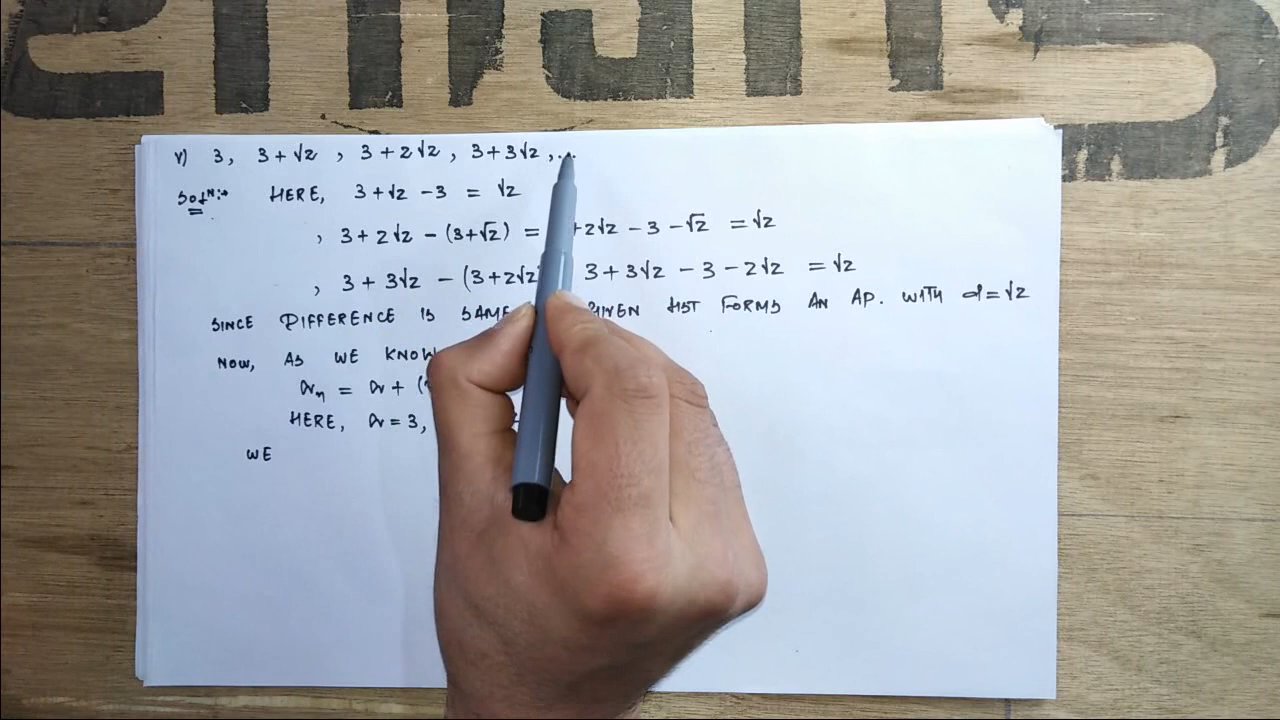 v) 3, 3+√2, 3+2√2, 3+3√2, ...
Solᴺ:→ HERE, 3+√2 -3 = √2
, 3+2√2 - (3+√2) = +2√2 - 3 - √2 = √2
, 3+3√2 - (3+2√2) 3+3√2 - 3 - 2√2 = √2
SINCE DIFFERENCE IS SAME GIVEN LIST FORMS AN AP. WITH d=√2
NOW, AS WE KNOW
aₙ = a + (
HERE, a=3,
WE